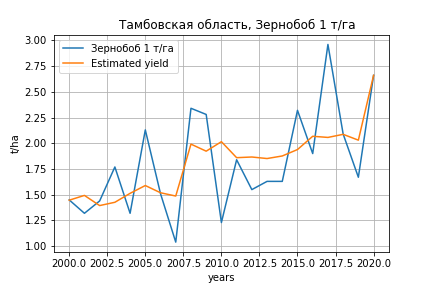 Тамбовская область, Зернобоб 1 т/га
Зернобоб 1 т/га
Estimated yield
3.00
2.75
2.50
2.25
2.00
1.75
1.50
1.25
1.00
t/ha
2000.0 2002.5 2005.0 2007.5 2010.0 2012.5 2015.0 2017.5 2020.0
years